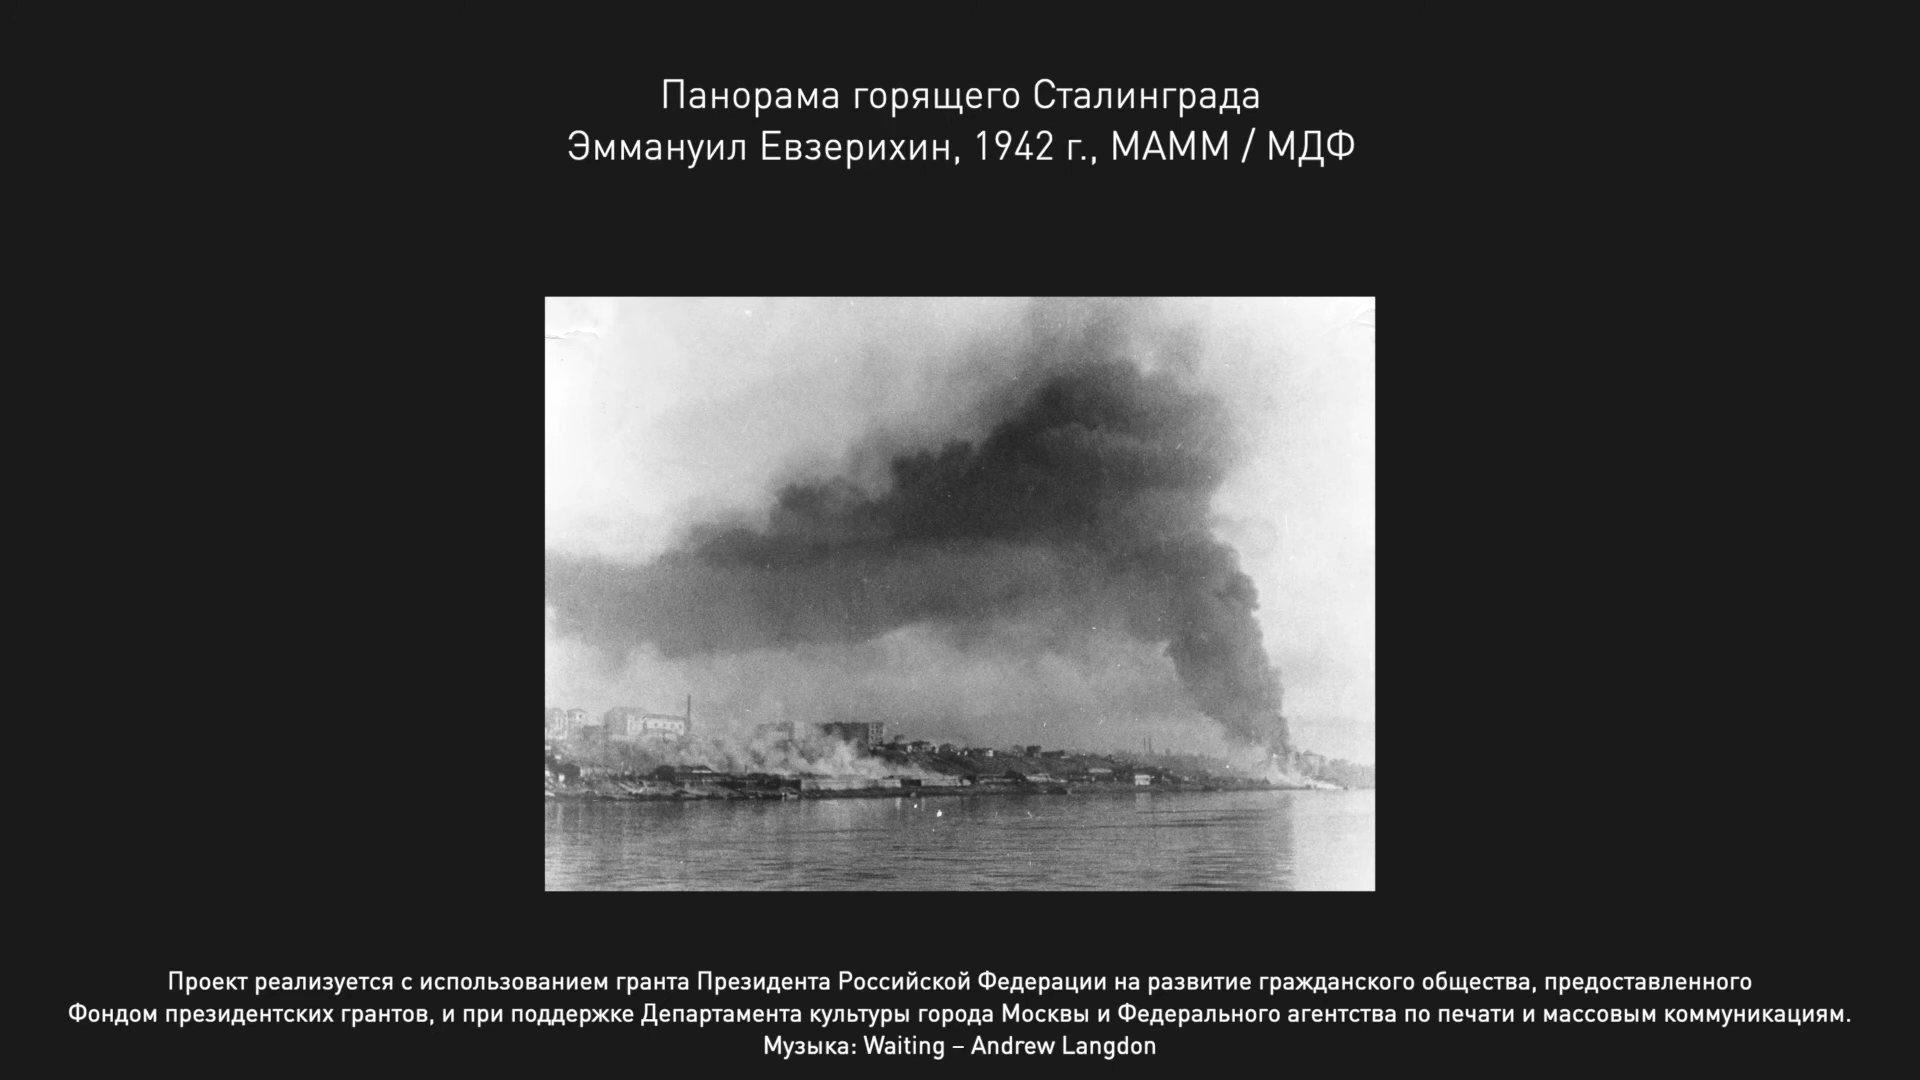 Панорама горящего Сталинграда
Эммануил Евзерихин, 1942 г., МАММ / МДФ
Проект реализуется с использованием гранта Президента Российской Федерации на развитие гражданского общества, предоставленного
Фондом президентских грантов, и при поддержке Департамента культуры города Москвы и Федерального агентства по печати и массовым коммуникациям.
Музыка: Waiting – Andrew Langdon